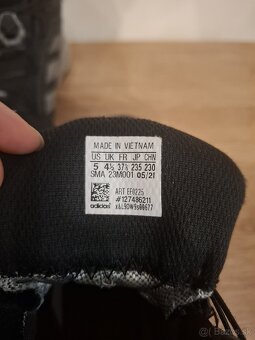 MADE IN VIETNAM
US UK FR JP CHN
5 4½ 37⅓ 235 230
SMA 23M001 05/21
ART EF0225
#127486211
adidas